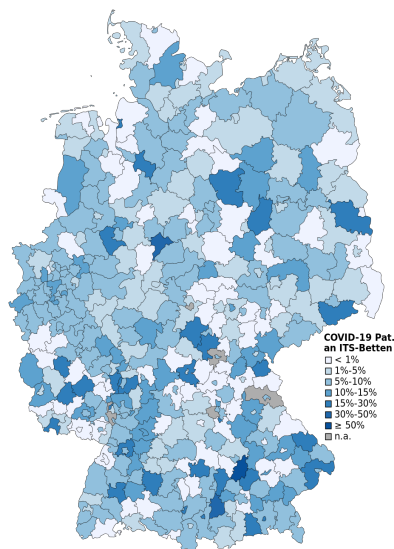 COVID-19 Pat.
an ITS-Betten
< 1%
1%-5%
5%-10%
10%-15%
15%-30%
30%-50%
≥ 50%
n.a.